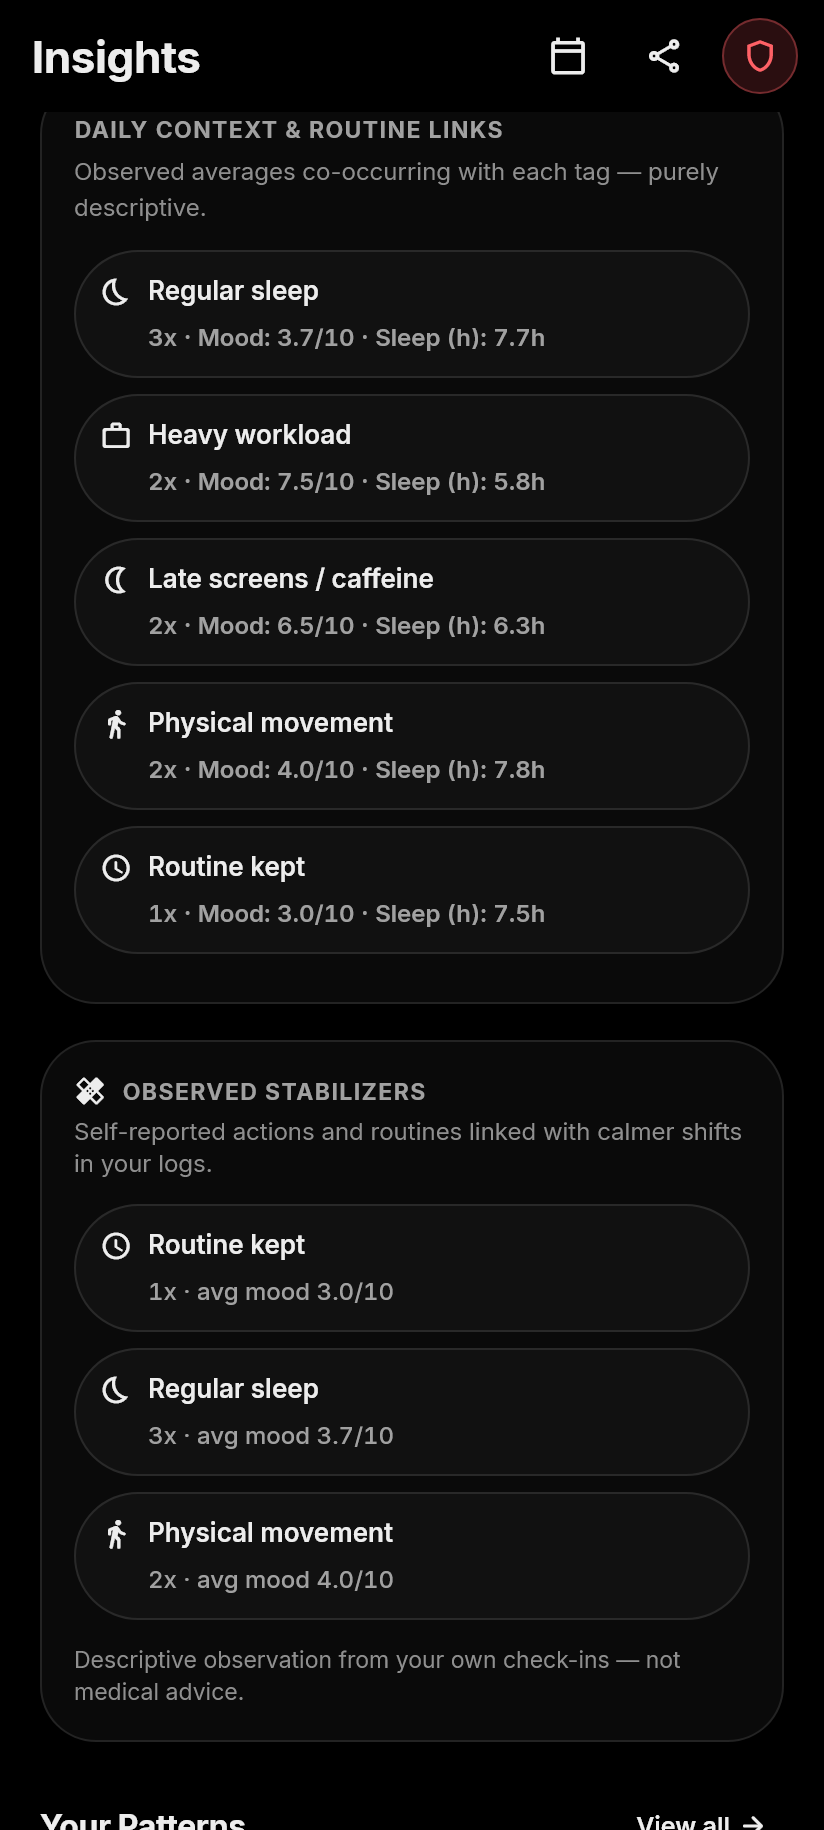 Insights
DAILY CONTEXT & ROUTINE LINKS
Observed averages co-occurring with each tag — purely
descriptive.
Regular sleep
3x · Mood: 3.7/10 · Sleep (h): 7.7h
Heavy workload
2x · Mood: 7.5/10 · Sleep (h): 5.8h
Late screens / caffeine
2x · Mood: 6.5/10 · Sleep (h): 6.3h
Physical movement
2x · Mood: 4.0/10 · Sleep (h): 7.8h
Routine kept
1x · Mood: 3.0/10 · Sleep (h): 7.5h
OBSERVED STABILIZERS
Self-reported actions and routines linked with calmer shifts
in your logs.
Routine kept
1x · avg mood 3.0/10
Regular sleep
3x · avg mood 3.7/10
Physical movement
2x · avg mood 4.0/10
Descriptive observation from your own check-ins — not
medical advice.
Your Patterns
View all →